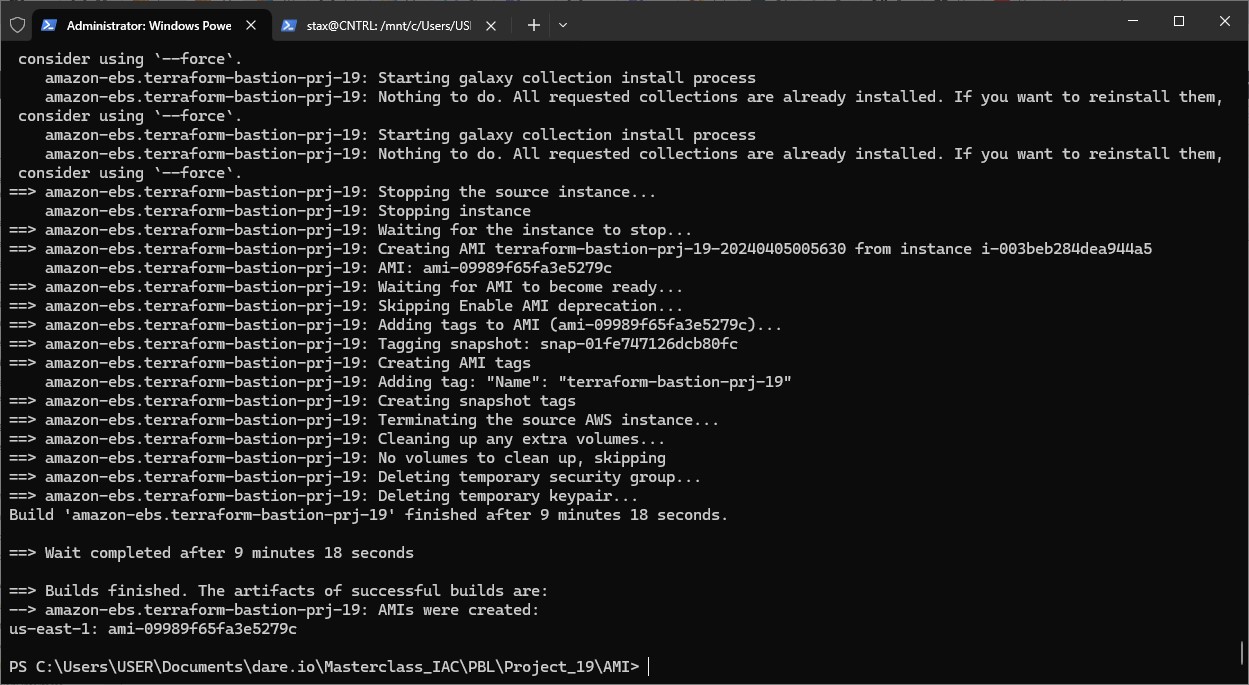 Administrator: Windows Powe
stax@CNTRL: /mnt/c/Users/USI
 consider using `--force`.
    amazon-ebs.terraform-bastion-prj-19: Starting galaxy collection install process
    amazon-ebs.terraform-bastion-prj-19: Nothing to do. All requested collections are already installed. If you want to reinstall them,
 consider using `--force`.
    amazon-ebs.terraform-bastion-prj-19: Starting galaxy collection install process
    amazon-ebs.terraform-bastion-prj-19: Nothing to do. All requested collections are already installed. If you want to reinstall them,
 consider using `--force`.
==> amazon-ebs.terraform-bastion-prj-19: Stopping the source instance...
    amazon-ebs.terraform-bastion-prj-19: Stopping instance
==> amazon-ebs.terraform-bastion-prj-19: Waiting for the instance to stop...
==> amazon-ebs.terraform-bastion-prj-19: Creating AMI terraform-bastion-prj-19-20240405005630 from instance i-003beb284dea944a5
    amazon-ebs.terraform-bastion-prj-19: AMI: ami-09989f65fa3e5279c
==> amazon-ebs.terraform-bastion-prj-19: Waiting for AMI to become ready...
==> amazon-ebs.terraform-bastion-prj-19: Skipping Enable AMI deprecation...
==> amazon-ebs.terraform-bastion-prj-19: Adding tags to AMI (ami-09989f65fa3e5279c)...
==> amazon-ebs.terraform-bastion-prj-19: Tagging snapshot: snap-01fe747126dcb80fc
==> amazon-ebs.terraform-bastion-prj-19: Creating AMI tags
    amazon-ebs.terraform-bastion-prj-19: Adding tag: "Name": "terraform-bastion-prj-19"
==> amazon-ebs.terraform-bastion-prj-19: Creating snapshot tags
==> amazon-ebs.terraform-bastion-prj-19: Terminating the source AWS instance...
==> amazon-ebs.terraform-bastion-prj-19: Cleaning up any extra volumes...
==> amazon-ebs.terraform-bastion-prj-19: No volumes to clean up, skipping
==> amazon-ebs.terraform-bastion-prj-19: Deleting temporary security group...
==> amazon-ebs.terraform-bastion-prj-19: Deleting temporary keypair...
Build 'amazon-ebs.terraform-bastion-prj-19' finished after 9 minutes 18 seconds.
==> Wait completed after 9 minutes 18 seconds
==> Builds finished. The artifacts of successful builds are:
--> amazon-ebs.terraform-bastion-prj-19: AMIs were created:
us-east-1: ami-09989f65fa3e5279c
PS C:\Users\USER\Documents\dare.io\Masterclass_IAC\PBL\Project_19\AMI>